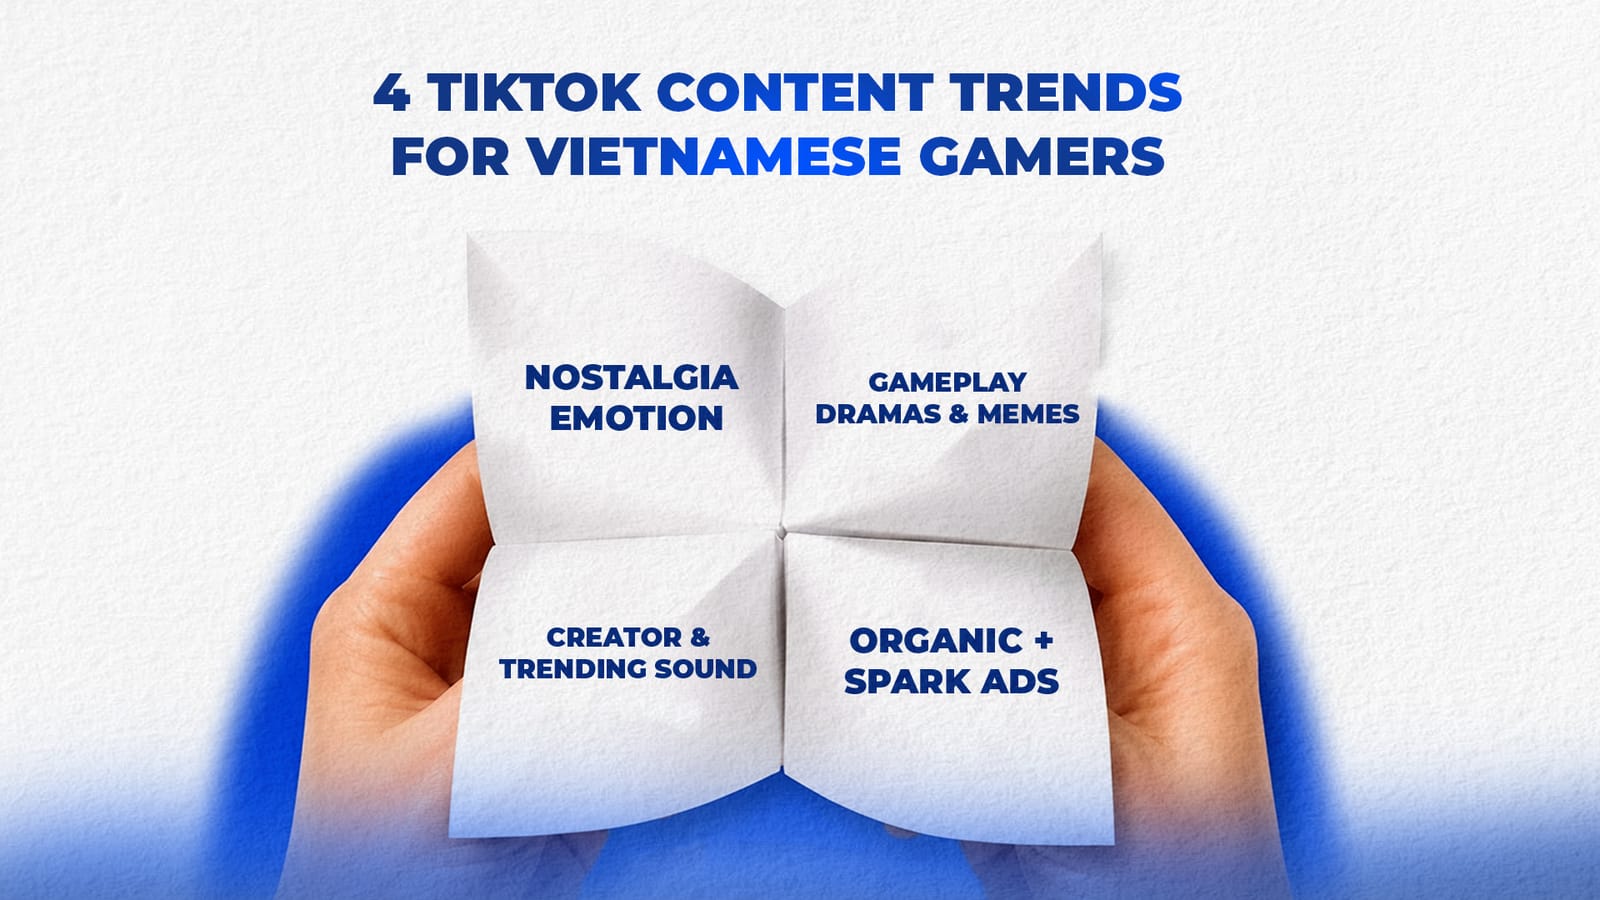 4 TIKTOK CONTENT TRENDS
FOR VIETNAMESE GAMERS
NOSTALGIA
EMOTION
GAMEPLAY
DRAMAS & MEMES
CREATOR &
TRENDING SOUND
ORGANIC +
SPARK ADS